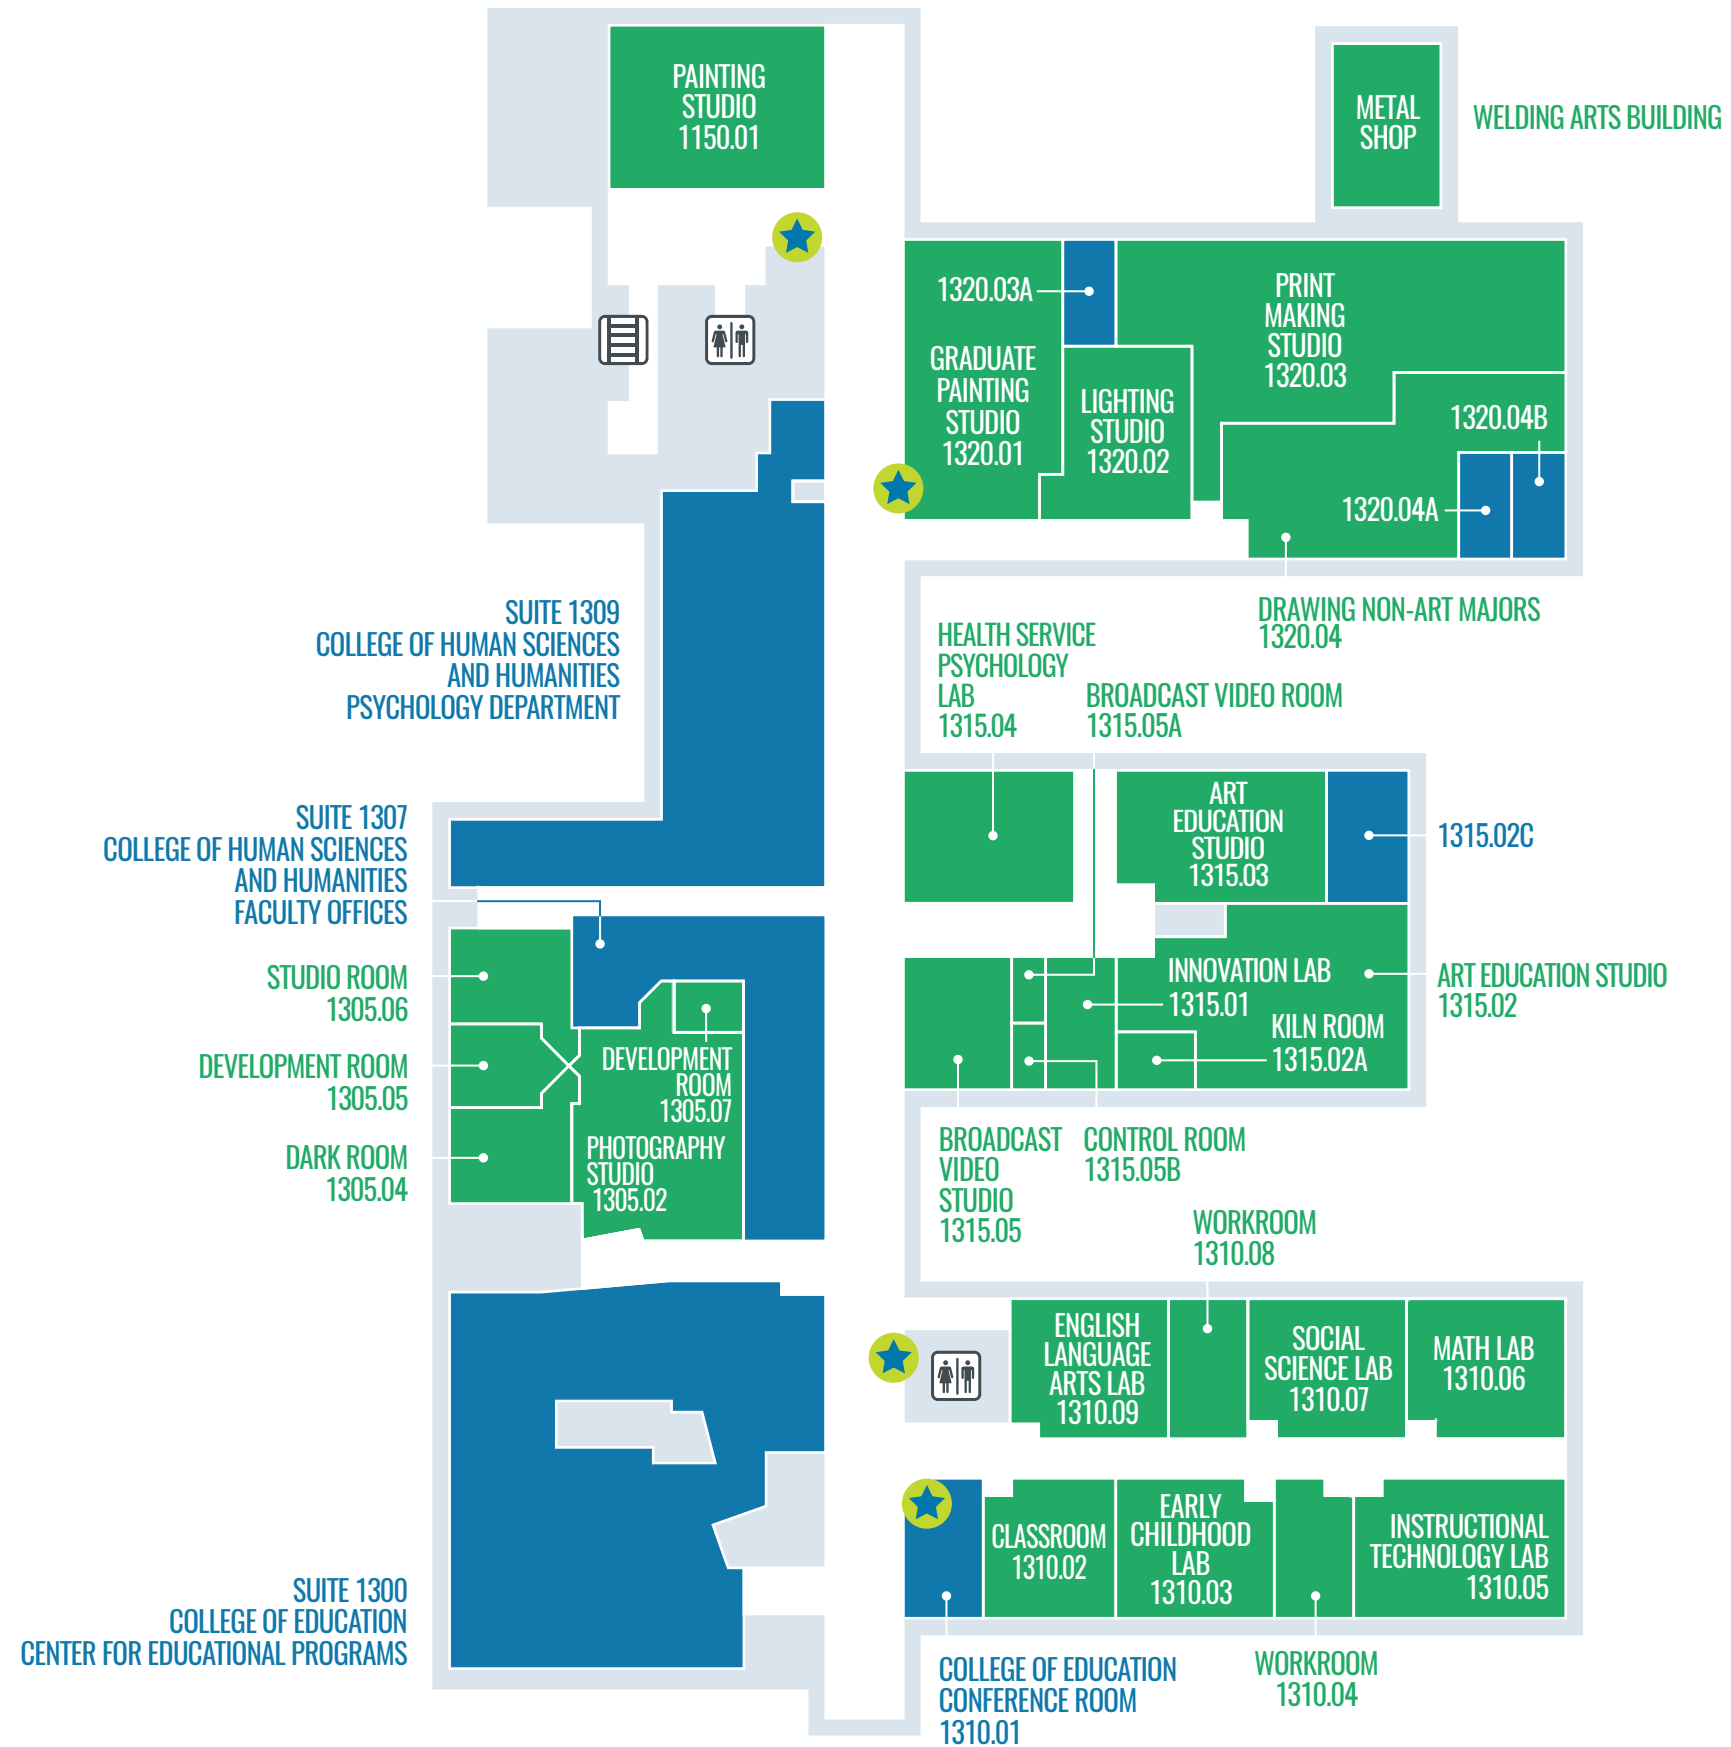 PAINTING
STUDIO
1150.01
METAL
SHOP
WELDING ARTS BUILDING
1320.03A
GRADUATE
PAINTING
STUDIO
1320.01
LIGHTING
STUDIO
1320.02
PRINT
MAKING
STUDIO
1320.03
1320.04B
1320.04A
DRAWING NON-ART MAJORS
1320.04
SUITE 1309
COLLEGE OF HUMAN SCIENCES
AND HUMANITIES
PSYCHOLOGY DEPARTMENT
HEALTH SERVICE
PSYCHOLOGY
LAB
1315.04
BROADCAST VIDEO ROOM
1315.05A
SUITE 1307
COLLEGE OF HUMAN SCIENCES
AND HUMANITIES
FACULTY OFFICES
ART
EDUCATION
STUDIO
1315.03
1315.02C
STUDIO ROOM
1305.06
DEVELOPMENT ROOM
1305.05
DARK ROOM
1305.04
DEVELOPMENT
ROOM
1305.07
PHOTOGRAPHY
STUDIO
1305.02
INNOVATION LAB
1315.01
KILN ROOM
1315.02A
ART EDUCATION STUDIO
1315.02
BROADCAST
VIDEO
STUDIO
1315.05
CONTROL ROOM
1315.05B
WORKROOM
1310.08
ENGLISH
LANGUAGE
ARTS LAB
1310.09
SOCIAL
SCIENCE LAB
1310.07
MATH LAB
1310.06
CLASSROOM
1310.02
EARLY
CHILDHOOD
LAB
1310.03
INSTRUCTIONAL
TECHNOLOGY LAB
1310.05
SUITE 1300
COLLEGE OF EDUCATION
CENTER FOR EDUCATIONAL PROGRAMS
COLLEGE OF EDUCATION
CONFERENCE ROOM
1310.01
WORKROOM
1310.04